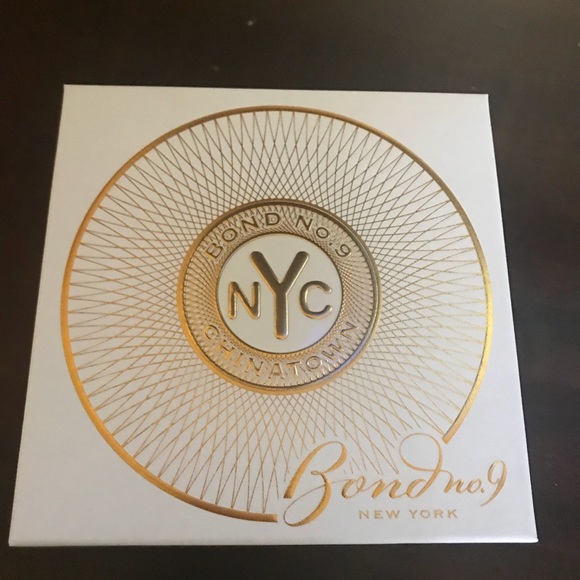 BOND No. 9
NYC
CHINATOWN
Bond no.9
NEW YORK